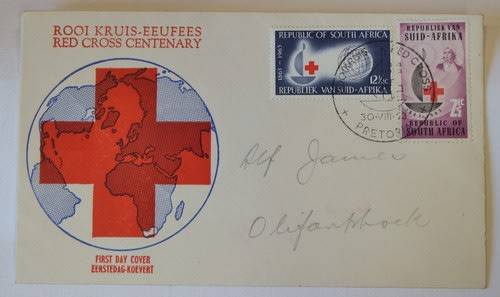 ROOI KRUIS-EEUFEES
RED CROSS CENTENARY
REPUBLIC OF SOUTH AFRICA
1863 - 1963
12½c
REPUBLIEK VAN SUID-AFRIKA
REPUBLIEK VAN
SUID-AFRIKA
2½c
REPUBLIC OF
SOUTH AFRICA
30-VIII-63
PRETOR
Alf James
Olifantshoek
FIRST DAY COVER
EERSTEDAG-KOEVERT